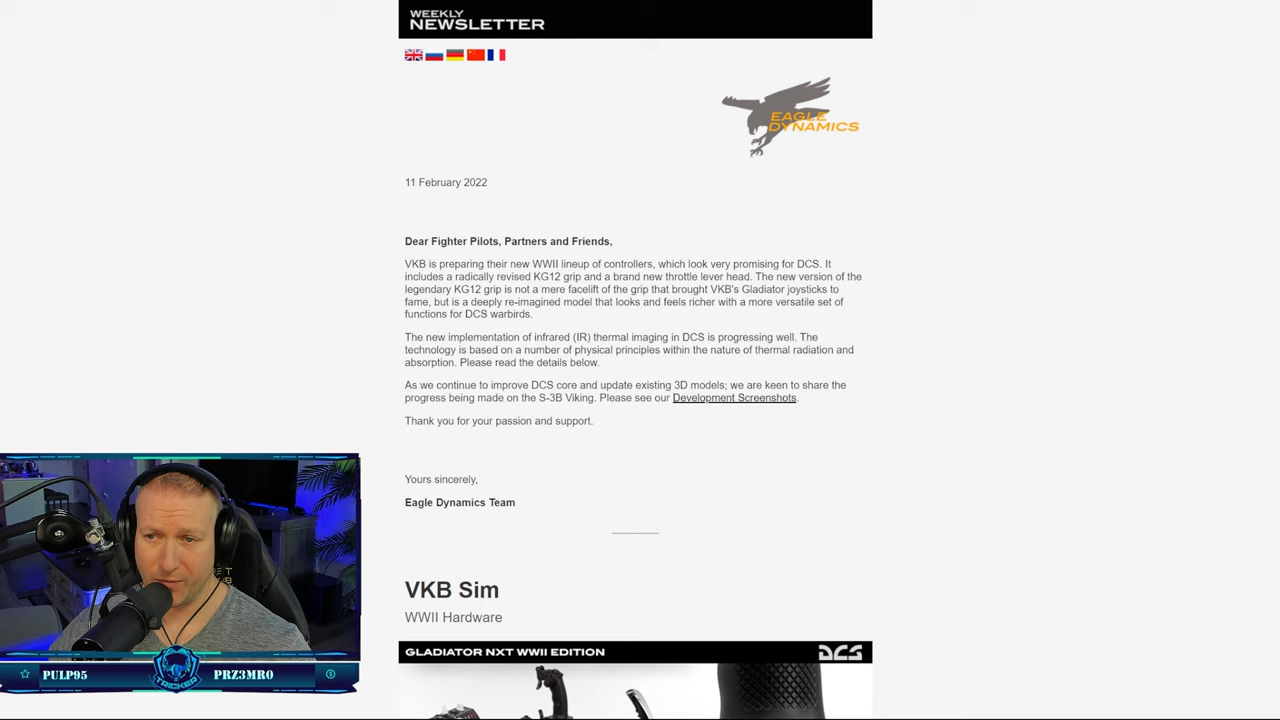 WEEKLY
NEWSLETTER
EAGLE
DYNAMICS
11 February 2022
Dear Fighter Pilots, Partners and Friends,
VKB is preparing their new WWII lineup of controllers, which look very promising for DCS. It
includes a radically revised KG12 grip and a brand new throttle lever head. The new version of the
legendary KG12 grip is not a mere facelift of the grip that brought VKB's Gladiator joysticks to
fame, but is a deeply re-imagined model that looks and feels richer with a more versatile set of
functions for DCS warbirds.
The new implementation of infrared (IR) thermal imaging in DCS is progressing well. The
technology is based on a number of physical principles within the nature of thermal radiation and
absorption. Please read the details below.
As we continue to improve DCS core and update existing 3D models; we are keen to share the
progress being made on the S-3B Viking. Please see our Development Screenshots.
Thank you for your passion and support.
Yours sincerely,
Eagle Dynamics Team
VKB Sim
WWII Hardware
GLADIATOR NXT WWII EDITION
DCS
PULP95
TRICKER
PRZ3MR0